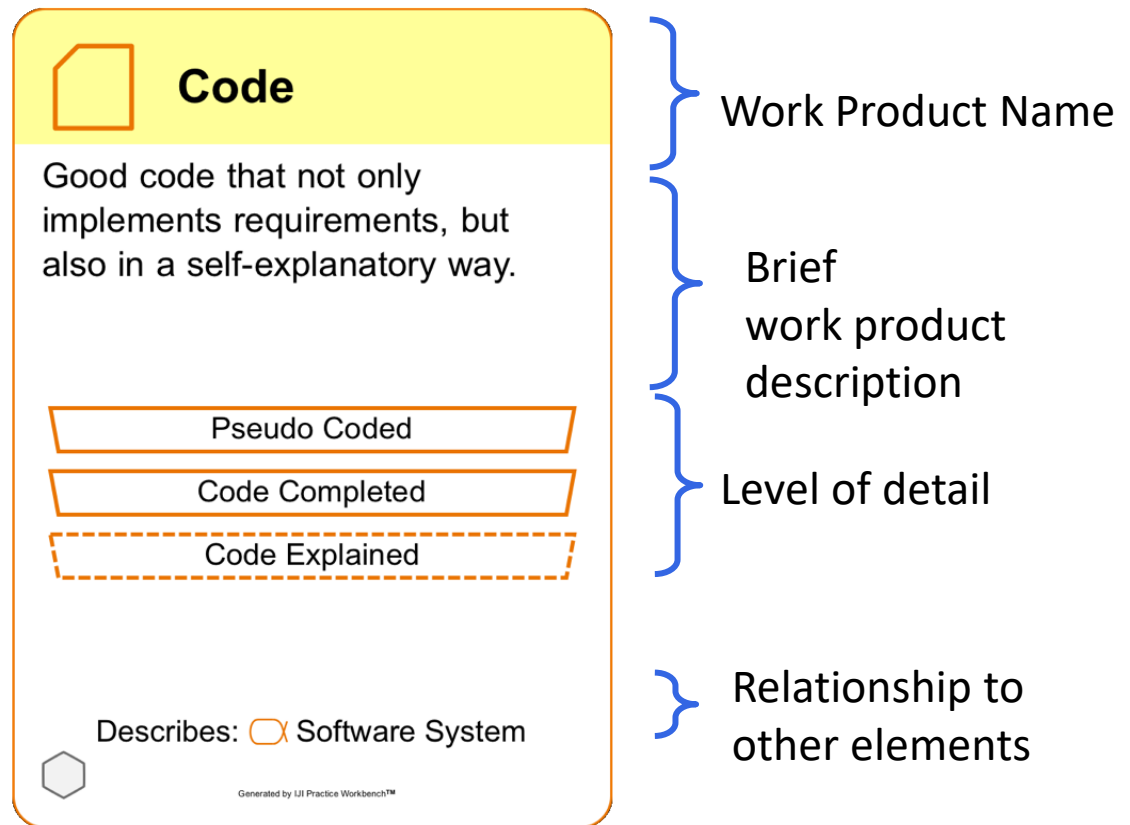 Code
Work Product Name
Good code that not only
implements requirements, but
also in a self-explanatory way.
Brief
work product
description
Pseudo Coded
Code Completed
Code Explained
Level of detail
Describes: Software System
Relationship to
other elements
Generated by IJI Practice Workbench™